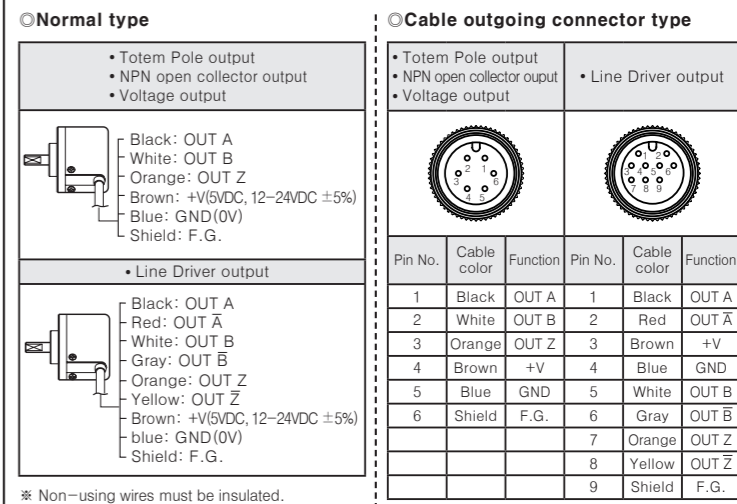 ◎Normal type
• Totem Pole output
• NPN open collector output
• Voltage output
Black: OUT A
White: OUT B
Orange: OUT Z
Brown: +V(5VDC, 12-24VDC ±5%)
Blue: GND(0V)
Shield: F.G.
• Line Driver output
Black: OUT A
Red: OUT A̅
White: OUT B
Gray: OUT B̅
Orange: OUT Z
Yellow: OUT Z̅
Brown: +V(5VDC, 12-24VDC ±5%)
blue: GND(0V)
Shield: F.G.
※ Non-using wires must be insulated.
◎Cable outgoing connector type
• Totem Pole output
• NPN open collector ouput
• Voltage output
• Line Driver output
2 1
3 6
4 5
1 2
3 4 5 6
7 8 9
Pin No. Cable color Function Pin No. Cable color Function
1 Black OUT A 1 Black OUT A
2 White OUT B 2 Red OUT A̅
3 Orange OUT Z 3 Brown +V
4 Brown +V 4 Blue GND
5 Blue GND 5 White OUT B
6 Shield F.G. 6 Gray OUT B̅
7 Orange OUT Z
8 Yellow OUT Z̅
9 Shield F.G.